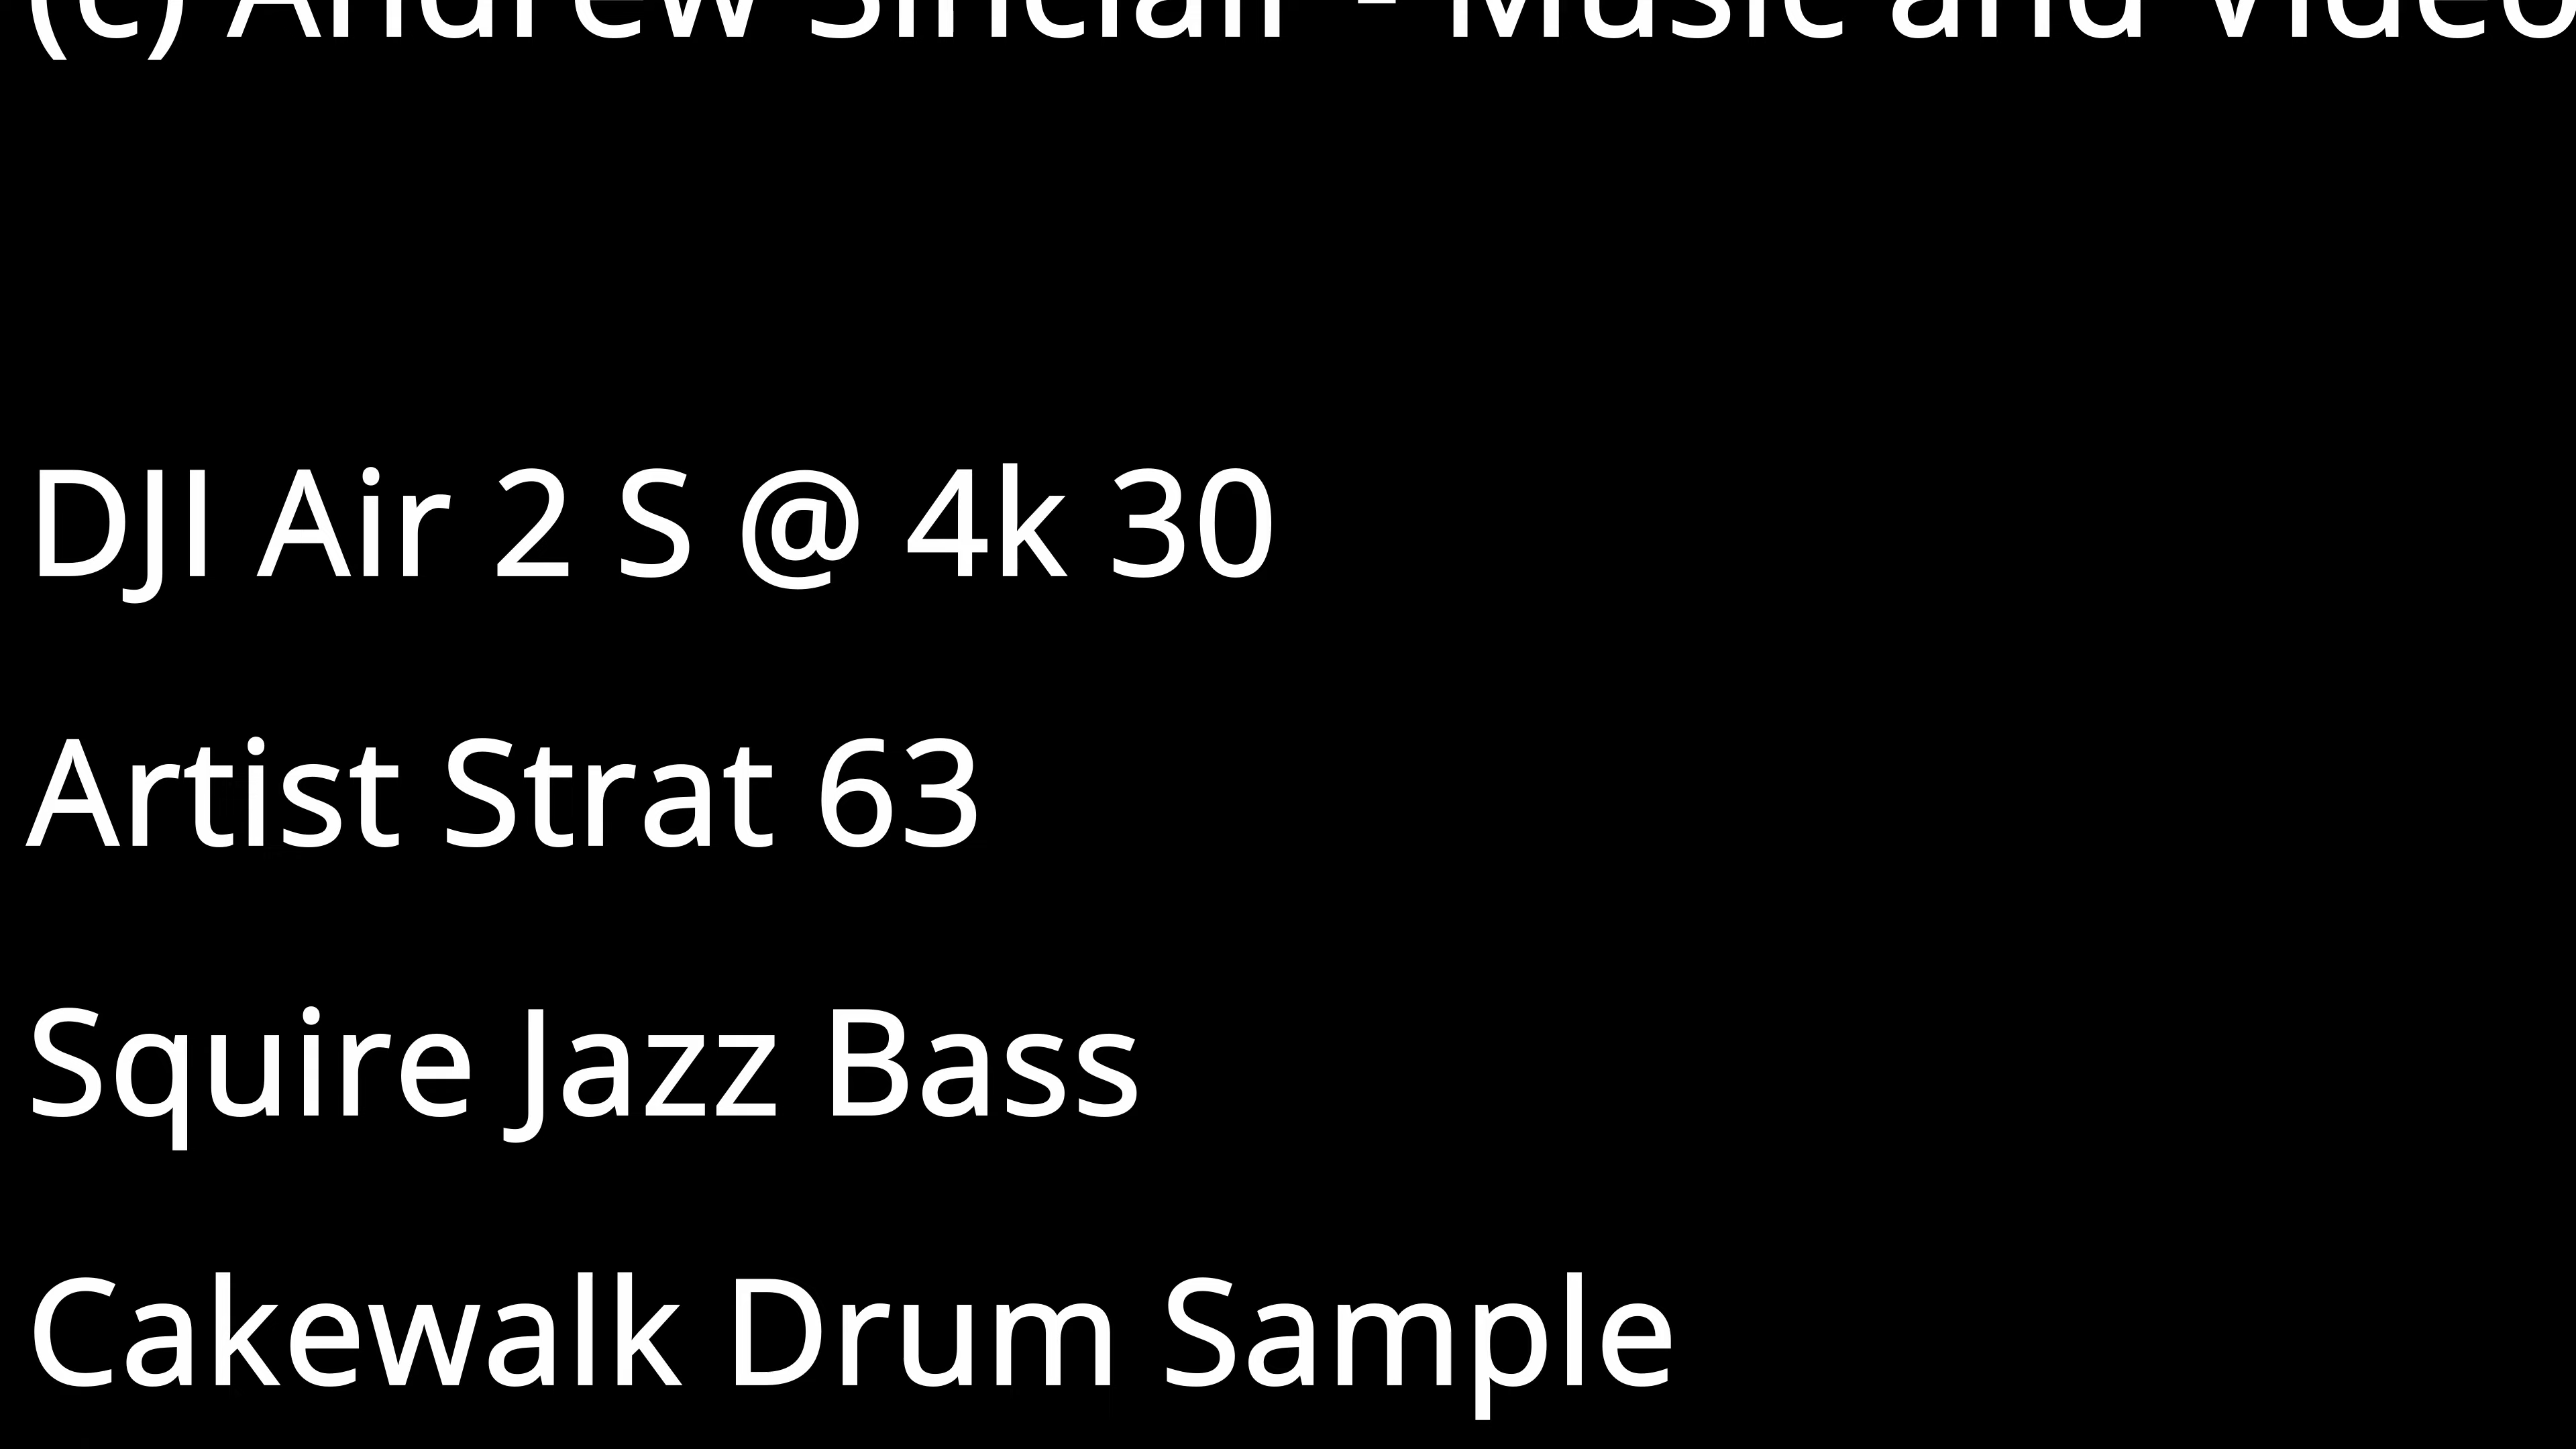 (c) Andrew Sinclair - Music and Video
DJI Air 2 S @ 4k 30
Artist Strat 63
Squire Jazz Bass
Cakewalk Drum Sample